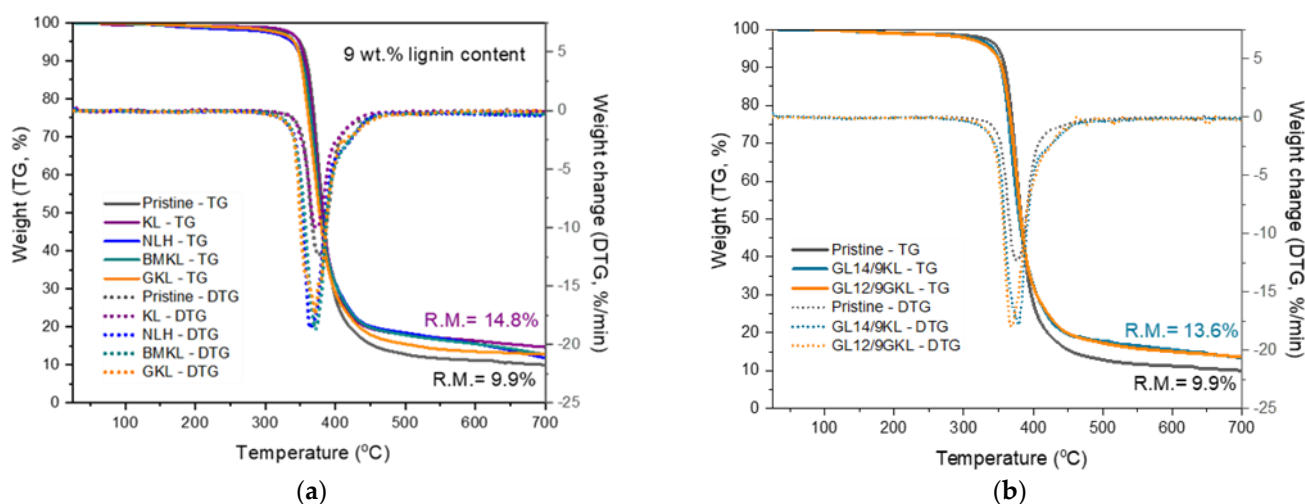 9 wt.% lignin content
Weight (TG, %)
100
90
80
70
60
50
40
30
20
10
0
Pristine - TG
KL - TG
NLH - TG
BMKL - TG
GKL - TG
Pristine - DTG
KL - DTG
NLH - DTG
BMKL - DTG
GKL - DTG
R.M.= 14.8%
R.M.= 9.9%
5
0
-5
-10
-15
-20
-25
Weight change (DTG, %/min)
100 200 300 400 500 600 700
Temperature (°C)
(a)
Weight (TG, %)
100
90
80
70
60
50
40
30
20
10
0
Pristine - TG
GL14/9KL - TG
GL12/9GKL - TG
Pristine - DTG
GL14/9KL - DTG
GL12/9GKL - DTG
R.M.= 13.6%
R.M.= 9.9%
5
0
-5
-10
-15
-20
-25
Weight change (DTG, %/min)
100 200 300 400 500 600 700
Temperature (°C)
(b)